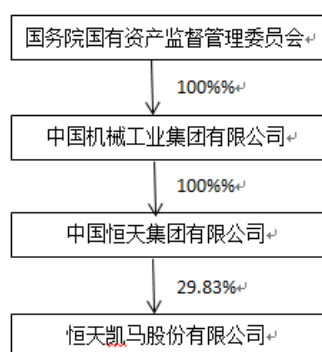 国务院国有资产监督管理委员会↵
100%%↵
中国机械工业集团有限公司↵
100%%↵
中国恒天集团有限公司↵
29.83%↵
恒天凯马股份有限公司↵